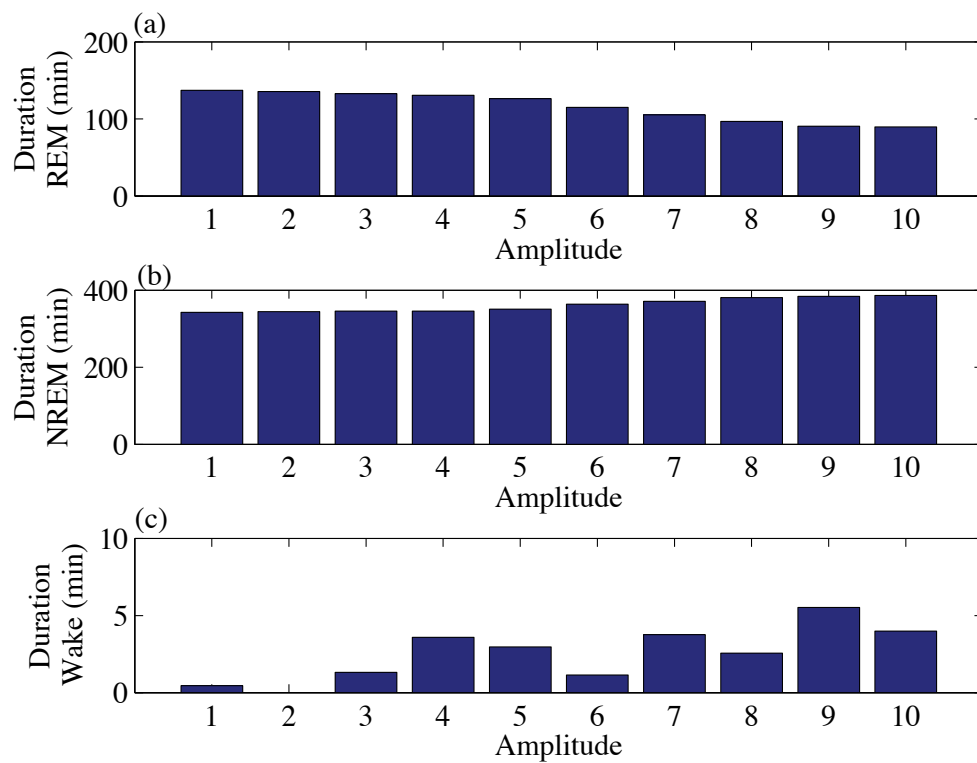 (a)
200
100
0
Duration
REM (min)
1 2 3 4 5 6 7 8 9 10
Amplitude
(b)
400
200
0
Duration
NREM (min)
1 2 3 4 5 6 7 8 9 10
Amplitude
(c)
10
5
0
Duration
Wake (min)
1 2 3 4 5 6 7 8 9 10
Amplitude